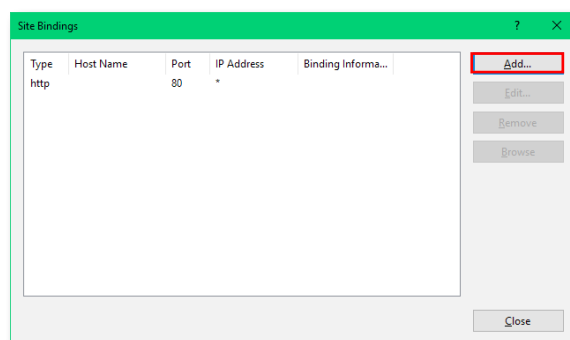 Site Bindings ?
Type Host Name Port IP Address Binding Informa...
http 80 *
Add...
Edit...
Remove
Browse
Close